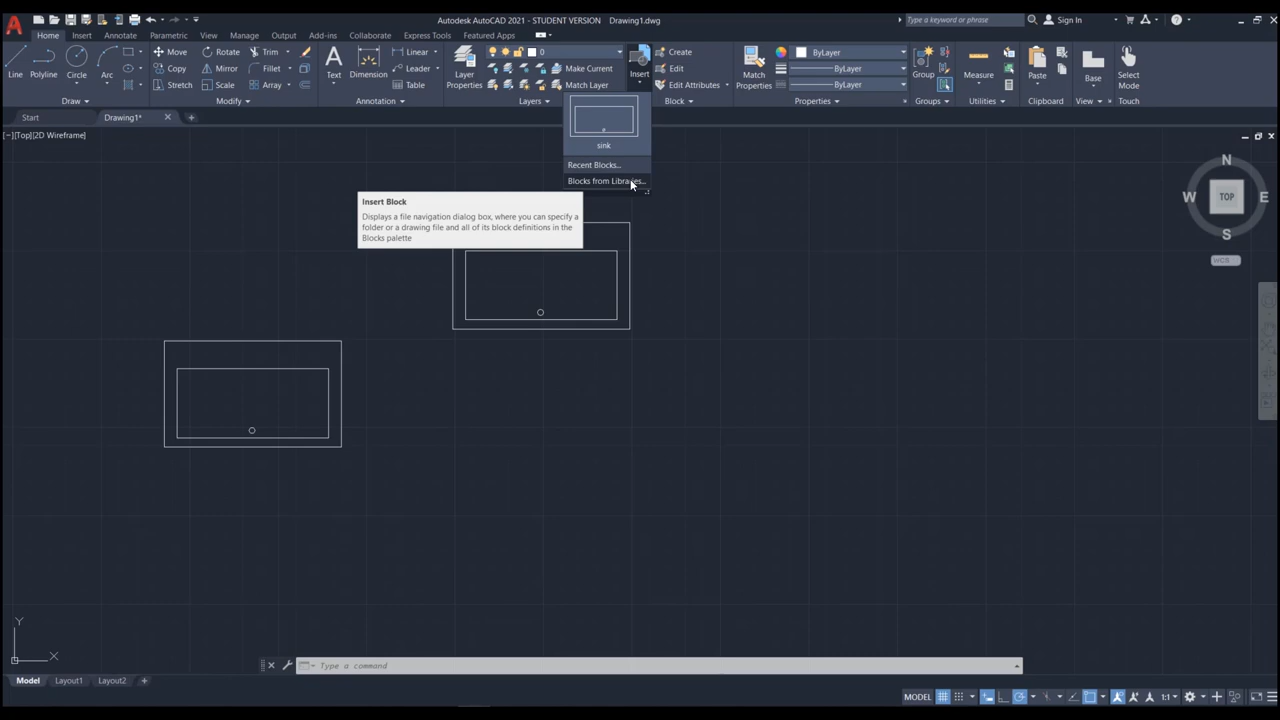 Autodesk AutoCAD 2021 - STUDENT VERSION Drawing1.dwg
Type a keyword or phrase
Sign In
Home Insert Annotate Parametric View Manage Output Add-ins Collaborate Express Tools Featured Apps
Line Polyline Circle Arc
Move Rotate Trim
Copy Mirror Fillet
Stretch Scale Array
Text Dimension
Linear
Leader
Table
Layer Properties
0
Make Current
Match Layer
Insert
Create
Edit
Edit Attributes
Match Properties
ByLayer
ByLayer
ByLayer
Group
Measure
Paste
Base
Select Mode
Draw Modify Annotation Layers Block Properties Groups Utilities Clipboard View Touch
Start Drawing1*
[−][Top][2D Wireframe]
sink
Recent Blocks...
Blocks from Libraries...
Insert Block
Displays a file navigation dialog box, where you can specify a
folder or a drawing file and all of its block definitions in the
Blocks palette
N
W TOP E
S
WCS
Y
X
Type a command
Model Layout1 Layout2
MODEL
1:1